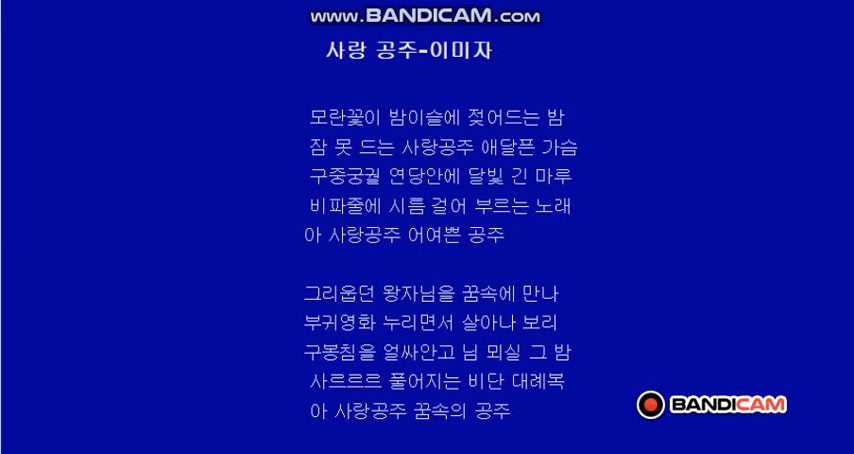 www.BANDICAM.com
사랑 공주-이미자
모란꽃이 밤이슬에 젖어드는 밤
잠 못 드는 사랑공주 애달픈 가슴
구중궁궐 연당안에 달빛 긴 마루
비파줄에 시름 걸어 부르는 노래
아 사랑공주 어여쁜 공주
그리웁던 왕자님을 꿈속에 만나
부귀영화 누리면서 살아나 보리
구봉침을 얼싸안고 님 뫼실 그 밤
사르르르 풀어지는 비단 대례복
아 사랑공주 꿈속의 공주
BANDICAM